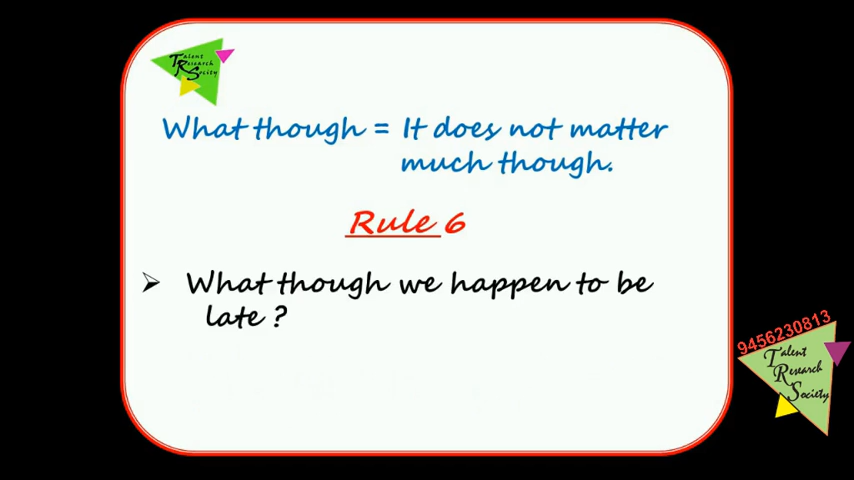 Talent
Research
Society
What though = It does not matter
much though.
Rule 6
➢ What though we happen to be
late ?
9456230813
Talent
Research
Society